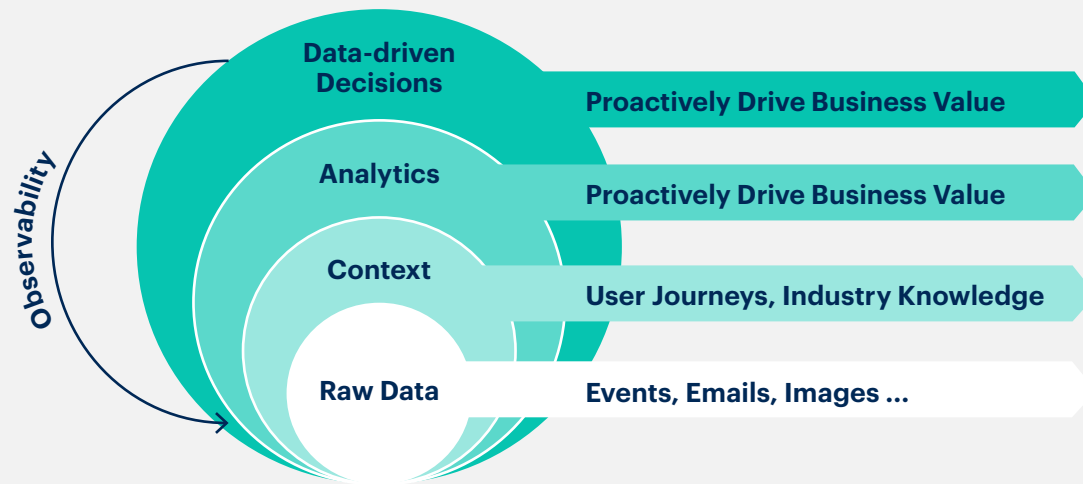 Observability
Data-driven
Decisions
Proactively Drive Business Value
Analytics
Proactively Drive Business Value
Context
User Journeys, Industry Knowledge
Raw Data
Events, Emails, Images ...